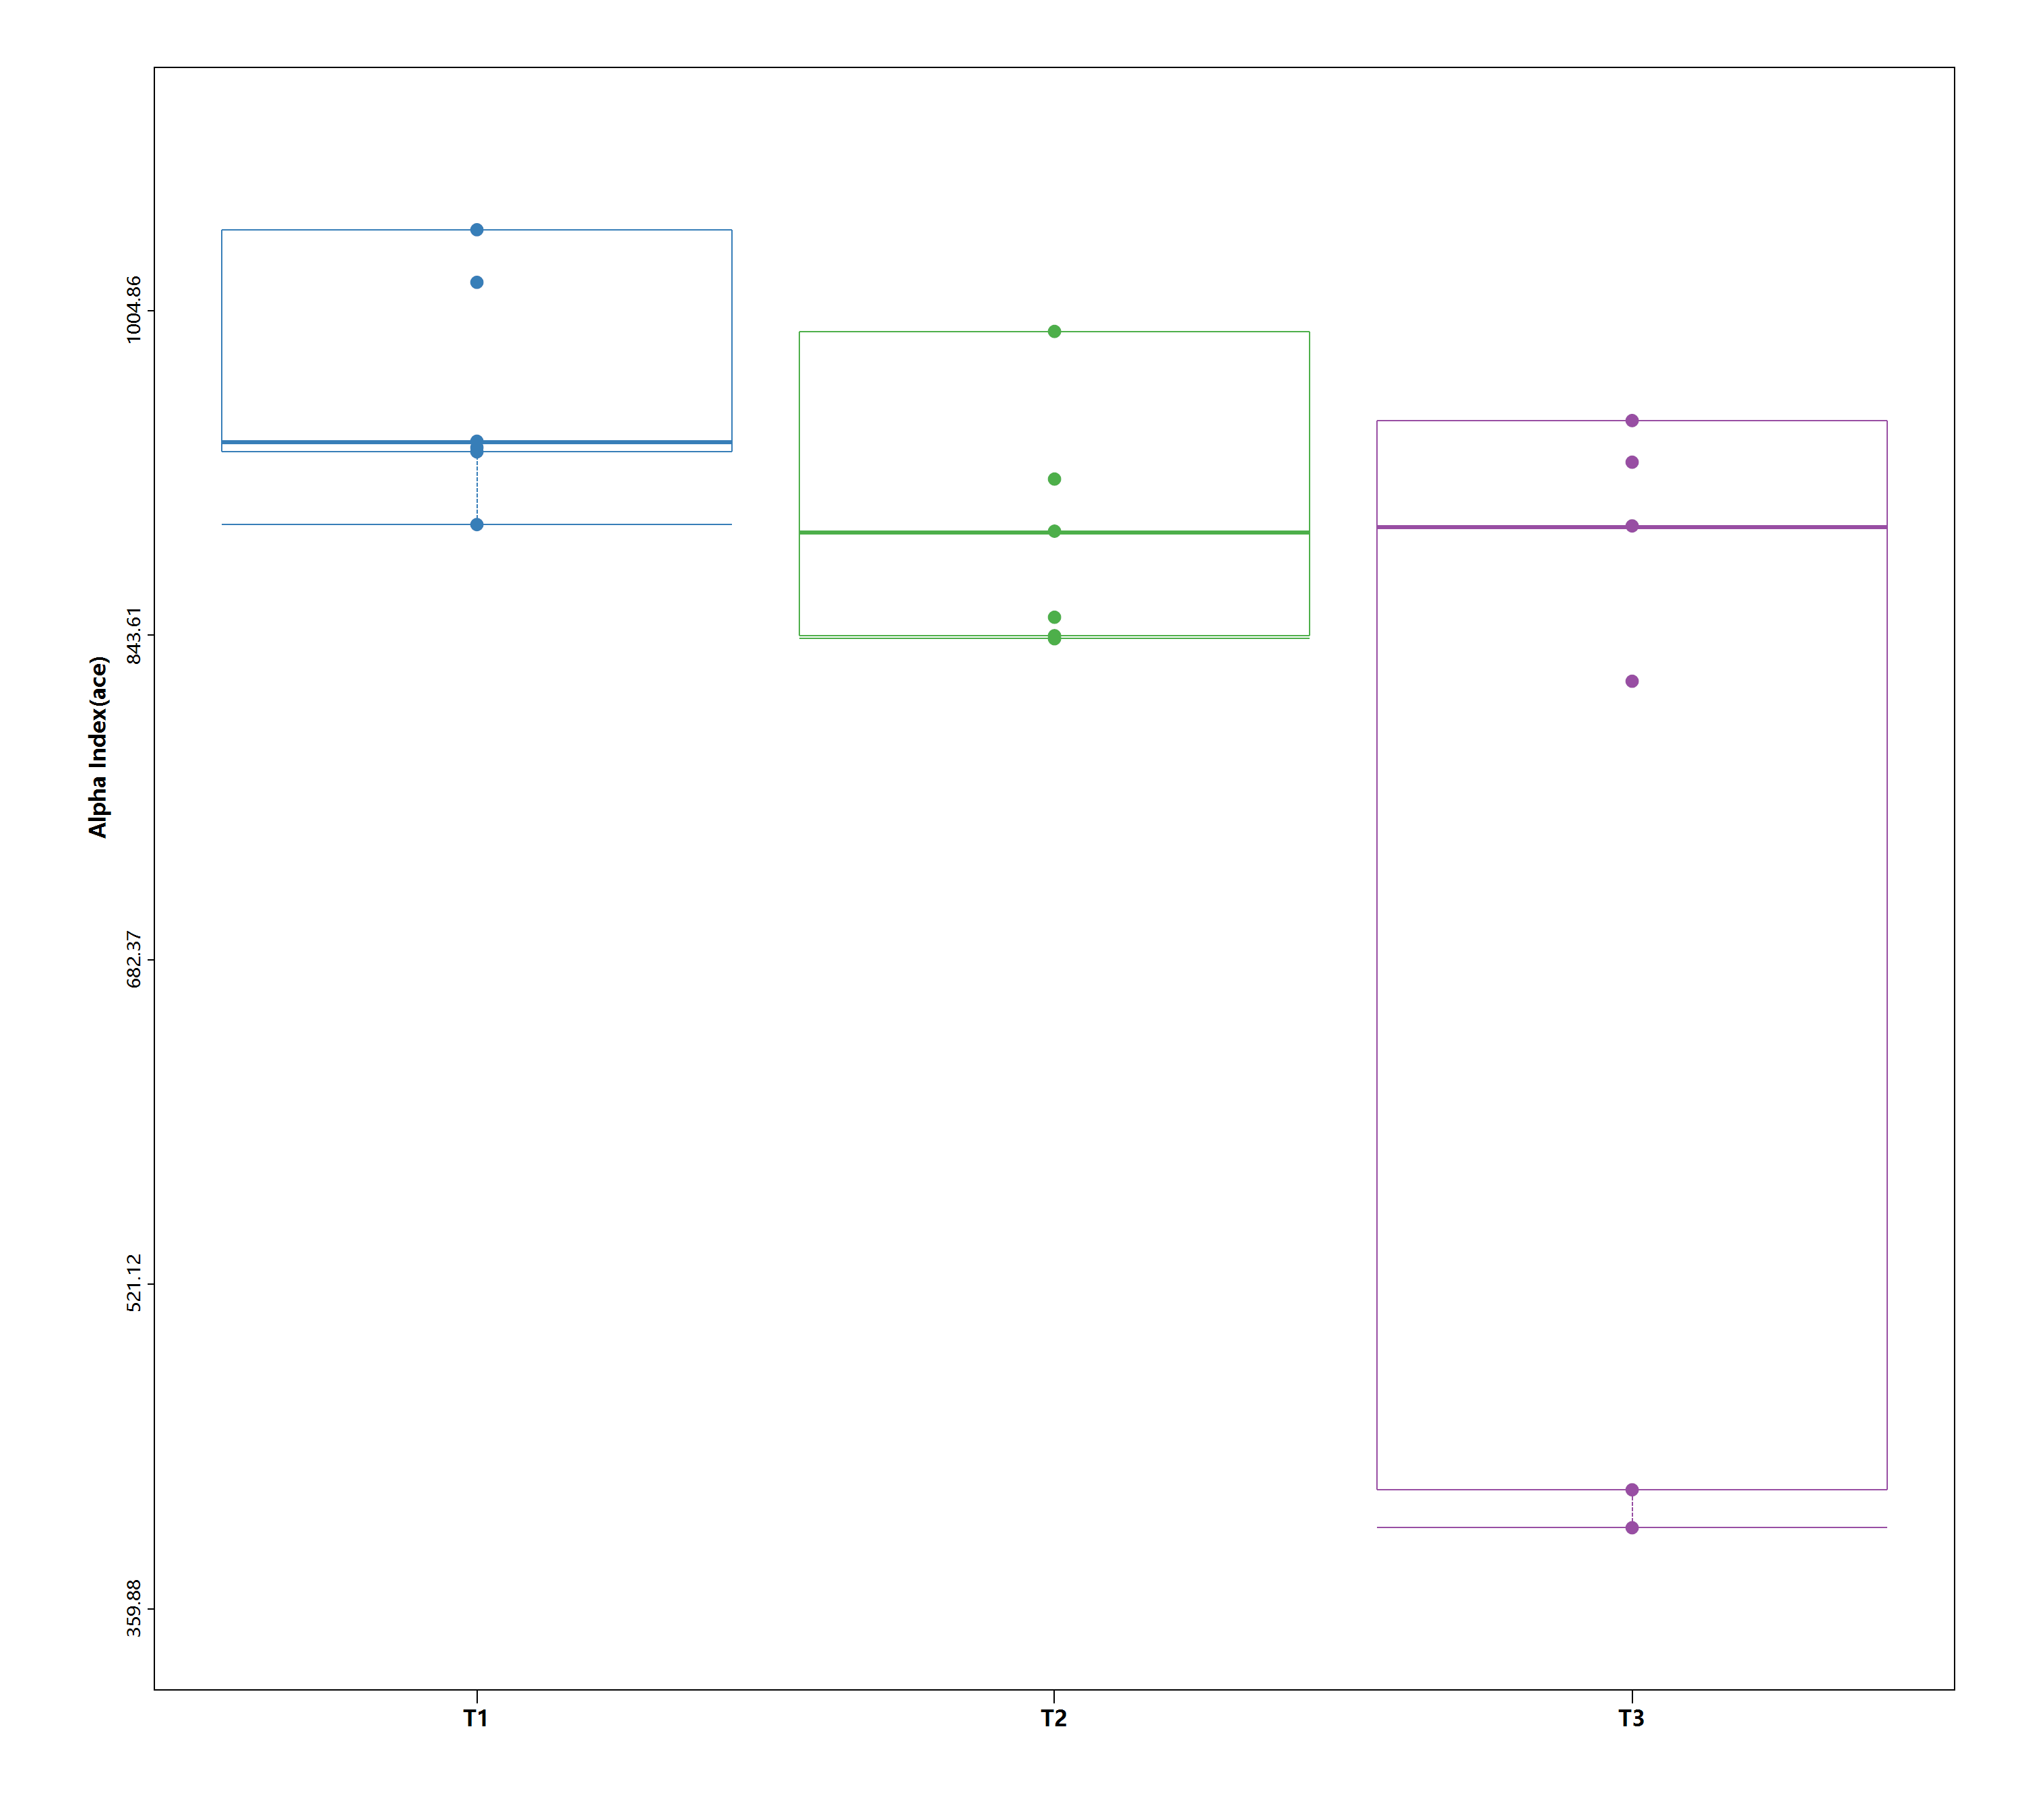 Alpha Index(ace)
1004.86
843.61
682.37
521.12
359.88
T1
T2
T3